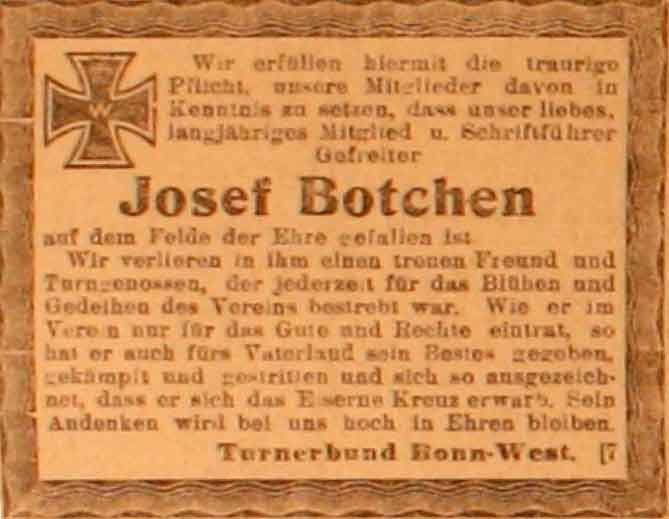 W
Wir erfüllen hiermit die traurige
Pflicht, unsere Mitglieder davon in
Kenntnis zu setzen, dass unser liebes,
langjähriges Mitglied u. Schriftführer
Gefreiter
Josef Botchen
auf dem Felde der Ehre gefallen ist
Wir verlieren in ihm einen treuen Freund und
Turngenossen, der jederzeit für das Blühen und
Gedeihen des Vereins bestrebt war. Wie er im
Verein nur für das Gute und Rechte eintrat, so
hat er auch fürs Vaterland sein Bestes gegeben,
gekämpft und gestritten und sich so ausgezeich-
net, dass er sich das Eiserne Kreuz erwarb. Sein
Andenken wird bei uns hoch in Ehren bleiben.
Turnerbund Bonn-West. [7